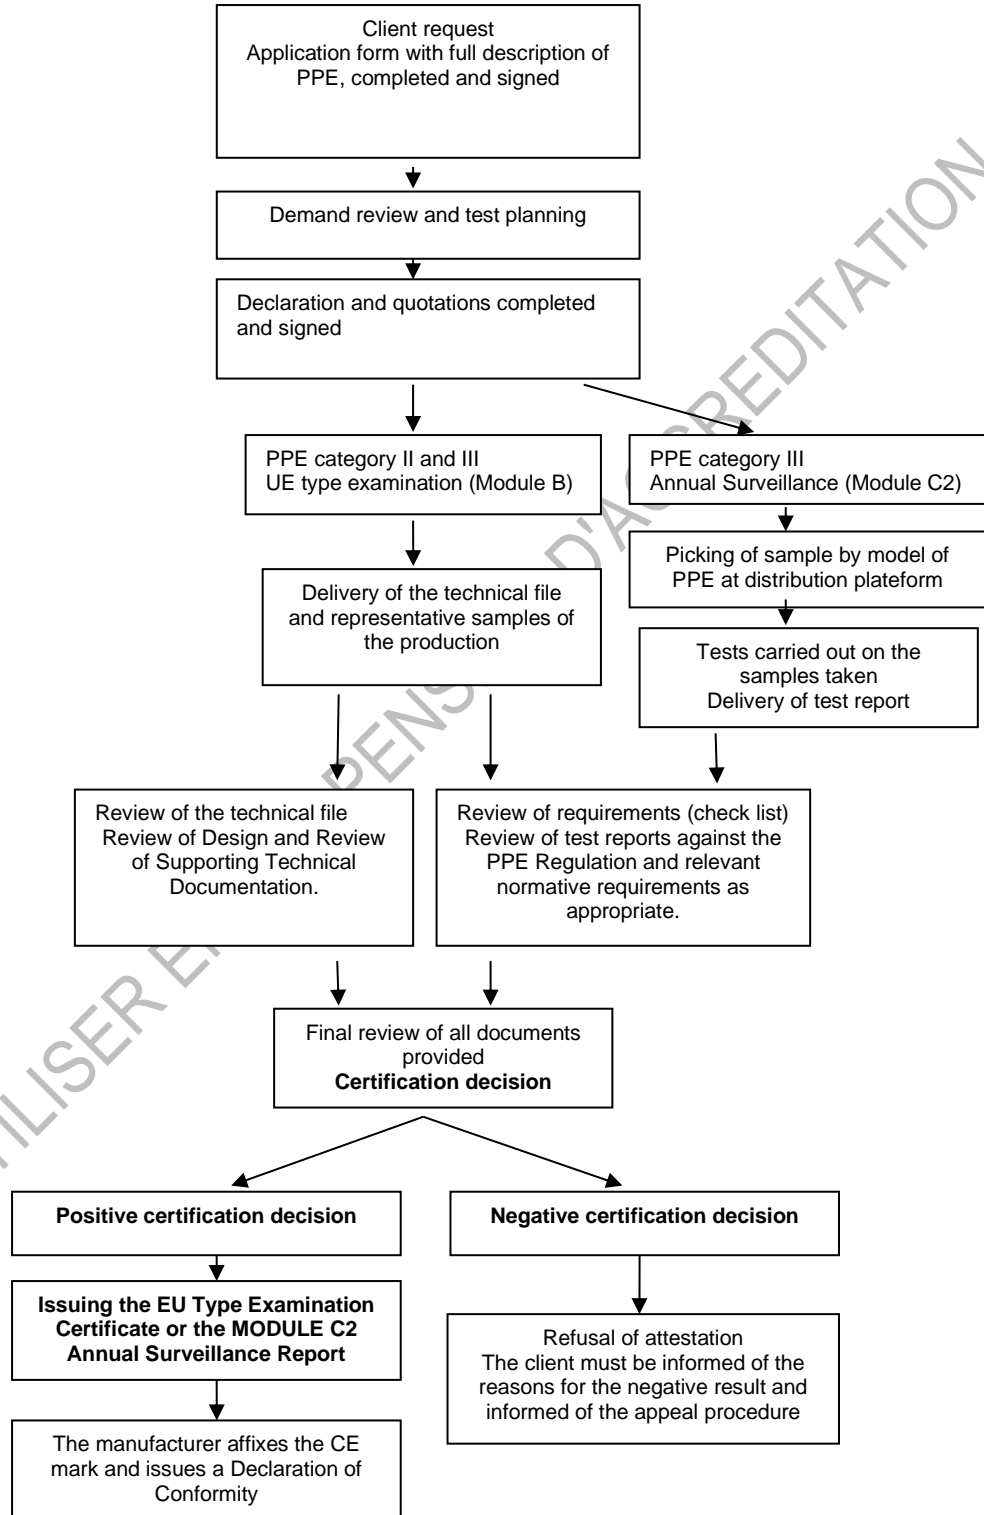 Client request
Application form with full description of
PPE, completed and signed
Demand review and test planning
Declaration and quotations completed
and signed
PPE category II and III
UE type examination (Module B)
PPE category III
Annual Surveillance (Module C2)
Picking of sample by model of
PPE at distribution plateform
Delivery of the technical file
and representative samples of
the production
Tests carried out on the
samples taken
Delivery of test report
Review of the technical file
Review of Design and Review
of Supporting Technical
Documentation.
Review of requirements (check list)
Review of test reports against the
PPE Regulation and relevant
normative requirements as
appropriate.
Final review of all documents
provided
Certification decision
Positive certification decision
Negative certification decision
Issuing the EU Type Examination
Certificate or the MODULE C2
Annual Surveillance Report
Refusal of attestation
The client must be informed of the
reasons for the negative result and
informed of the appeal procedure
The manufacturer affixes the CE
mark and issues a Declaration of
Conformity
D'ACCREDITATION